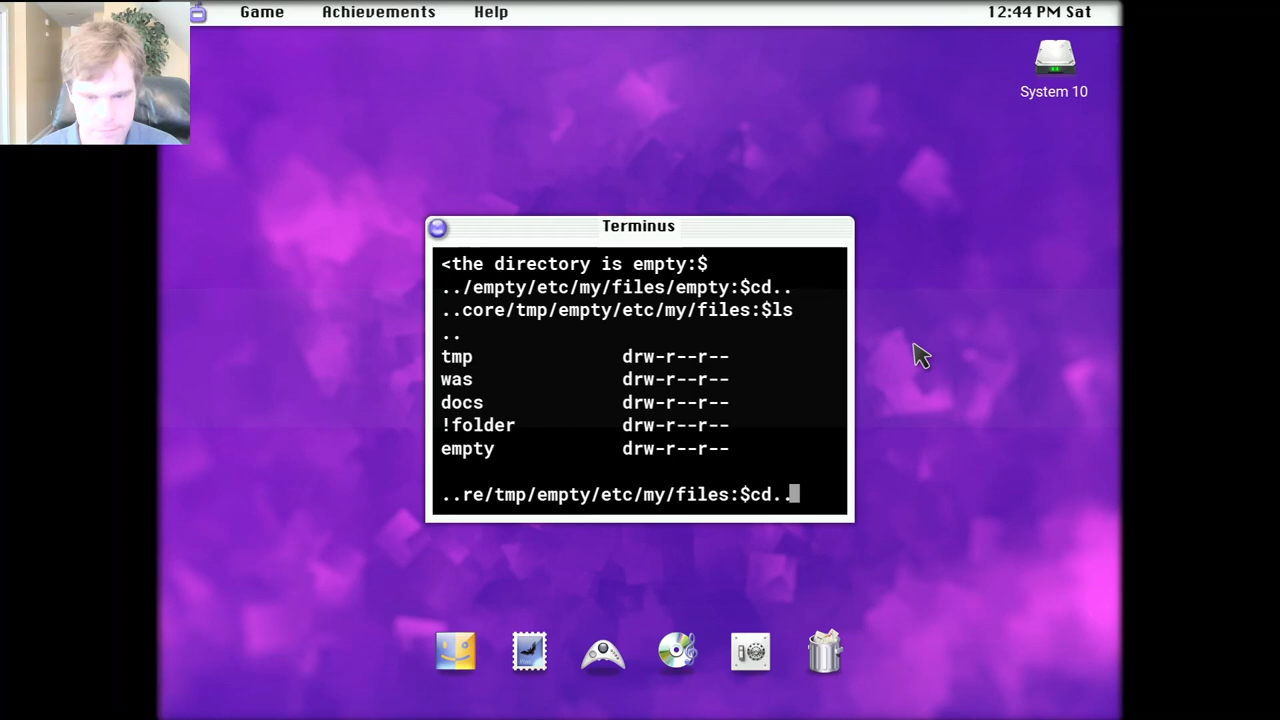 Game Achievements Help 12:44 PM Sat
System 10
Terminus
<the directory is empty:$
../empty/etc/my/files/empty:$cd..
..core/tmp/empty/etc/my/files:$ls
..
tmp drw-r--r--
was drw-r--r--
docs drw-r--r--
!folder drw-r--r--
empty drw-r--r--
..re/tmp/empty/etc/my/files:$cd..